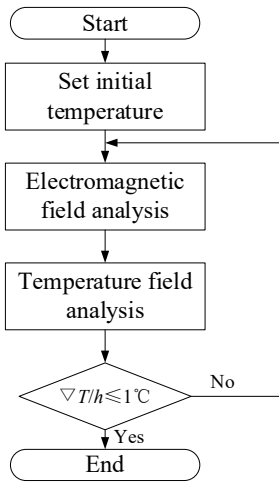 Start
Set initial
temperature
Electromagnetic
field analysis
Temperature field
analysis
▽T/h≤1℃
No
Yes
End